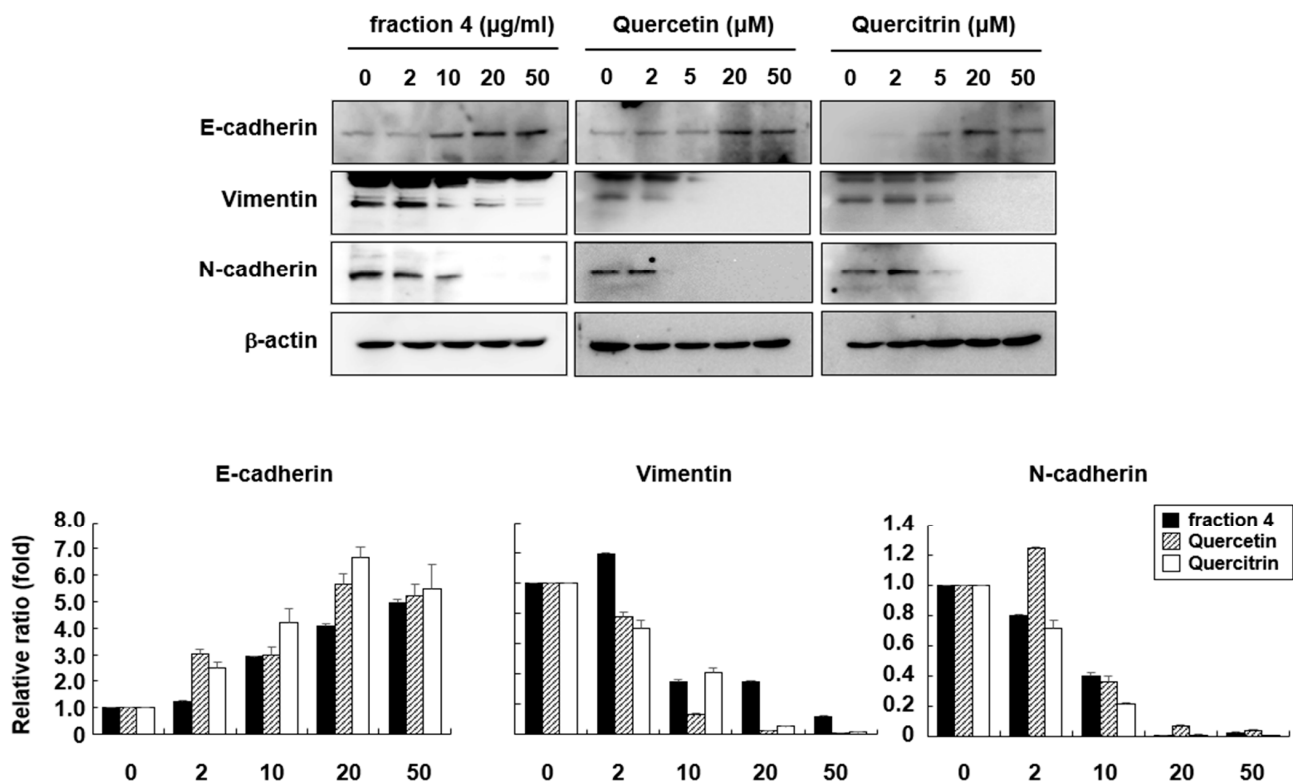 fraction 4 (µg/ml) Quercetin (µM) Quercitrin (µM)
0 2 10 20 50 0 2 5 20 50 0 2 5 20 50
E-cadherin
Vimentin
N-cadherin
β-actin
E-cadherin Vimentin N-cadherin
Relative ratio (fold)
8.0
7.0
6.0
5.0
4.0
3.0
2.0
1.0
0
0 2 10 20 50
0 2 10 20 50
1.4
1.2
1.0
0.8
0.6
0.4
0.2
0
0 2 10 20 50
fraction 4
Quercetin
Quercitrin